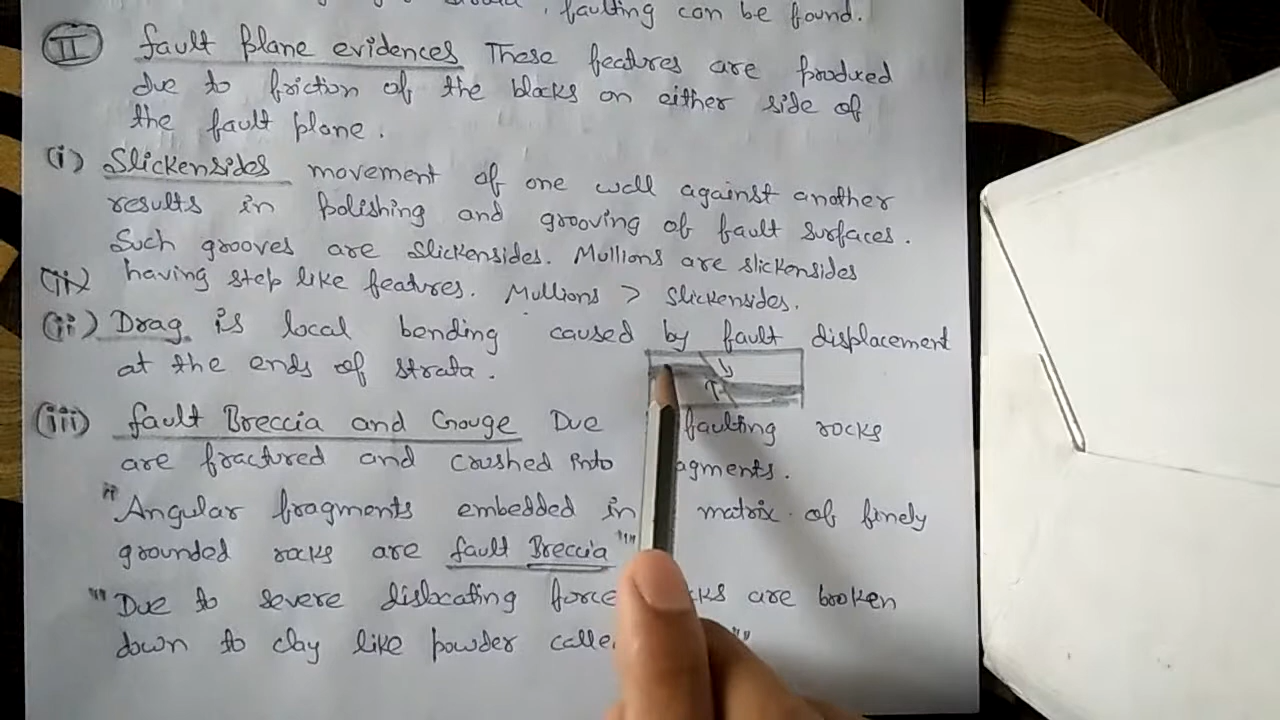 faulting can be found.
II fault plane evidences These features are produced
due to friction of the blocks on either side of
the fault plane.
(i) Slickensides movement of one wall against another
results in polishing and grooving of fault surfaces.
Such grooves are slickensides. Mullions are slickensides
(ii) having step like features. Mullions > slickensides.
(ii) Drag is local bending caused by fault displacement
at the ends of strata.
(iii) fault Breccia and Gouge Due faulting rocks
are fractured and crushed into agments.
"Angular fragments embedded in matrix of finely
grounded rocks are fault Breccia"
"Due to severe dislocating force cks are broken
down to clay like powder calle "